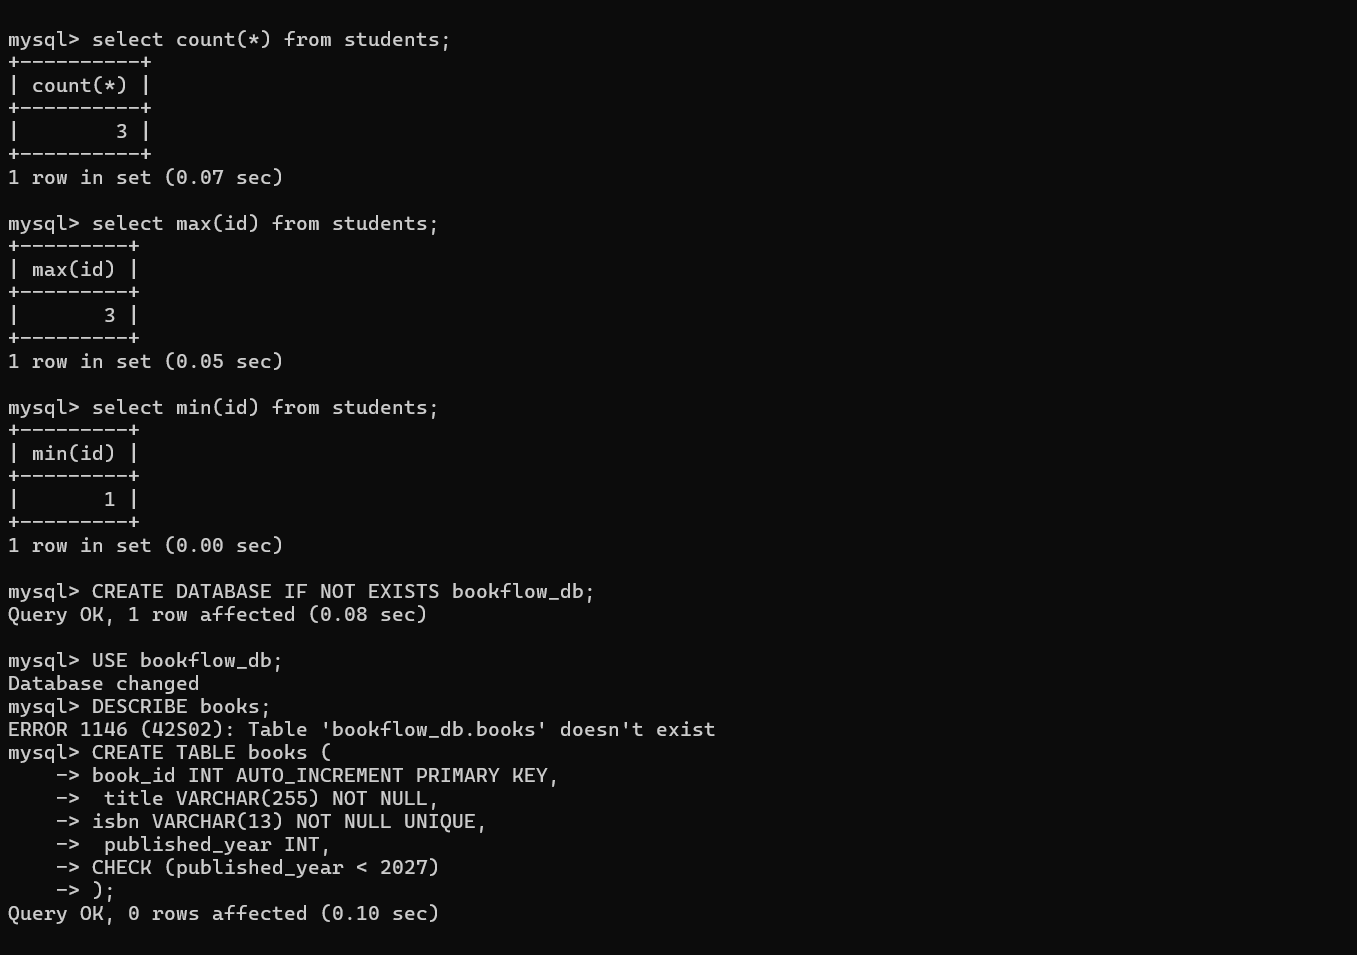 mysql> select count(*) from students;
+----------+
| count(*) |
+----------+
|        3 |
+----------+
1 row in set (0.07 sec)

mysql> select max(id) from students;
+---------+
| max(id) |
+---------+
|       3 |
+---------+
1 row in set (0.05 sec)

mysql> select min(id) from students;
+---------+
| min(id) |
+---------+
|       1 |
+---------+
1 row in set (0.00 sec)

mysql> CREATE DATABASE IF NOT EXISTS bookflow_db;
Query OK, 1 row affected (0.08 sec)

mysql> USE bookflow_db;
Database changed
mysql> DESCRIBE books;
ERROR 1146 (42S02): Table 'bookflow_db.books' doesn't exist
mysql> CREATE TABLE books (
    -> book_id INT AUTO_INCREMENT PRIMARY KEY,
    ->  title VARCHAR(255) NOT NULL,
    -> isbn VARCHAR(13) NOT NULL UNIQUE,
    ->  published_year INT,
    -> CHECK (published_year < 2027)
    -> );
Query OK, 0 rows affected (0.10 sec)